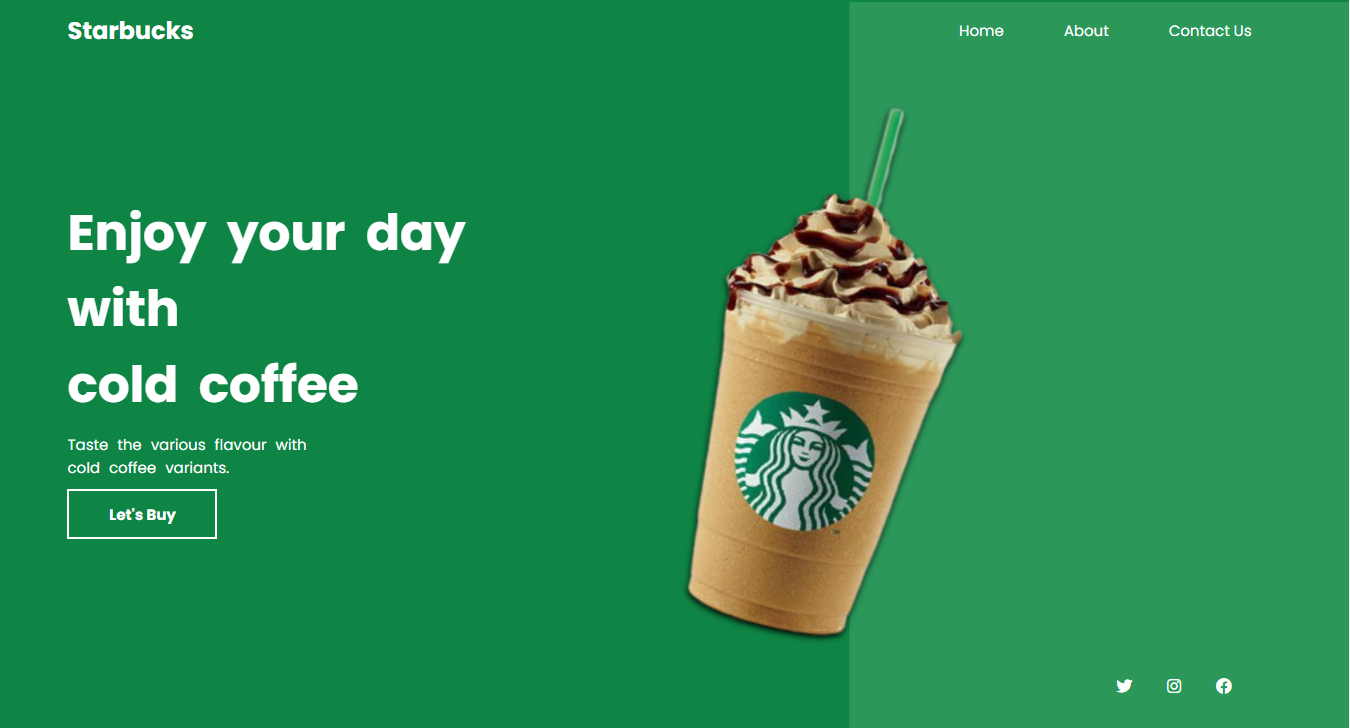 Starbucks
Home About Contact Us
Enjoy your day
with
cold coffee
Taste the various flavour with
cold coffee variants.
Let's Buy
TM